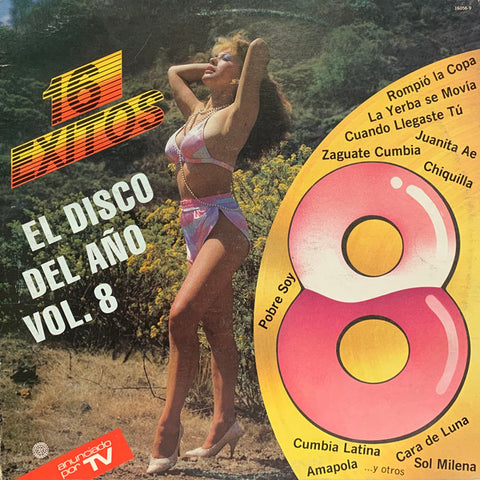 16050-9
16
EXITOS
EL DISCO
DEL AÑO
VOL. 8
Rompió la Copa
La Yerba se Movía
Cuando Llegaste Tú
Juanita Ae
Zaguate Cumbia
Chiquilla
Pobre Soy
8
Cumbia Latina
Cara de Luna
Amapola
...y otros
Sol Milena
anunciado
por TV